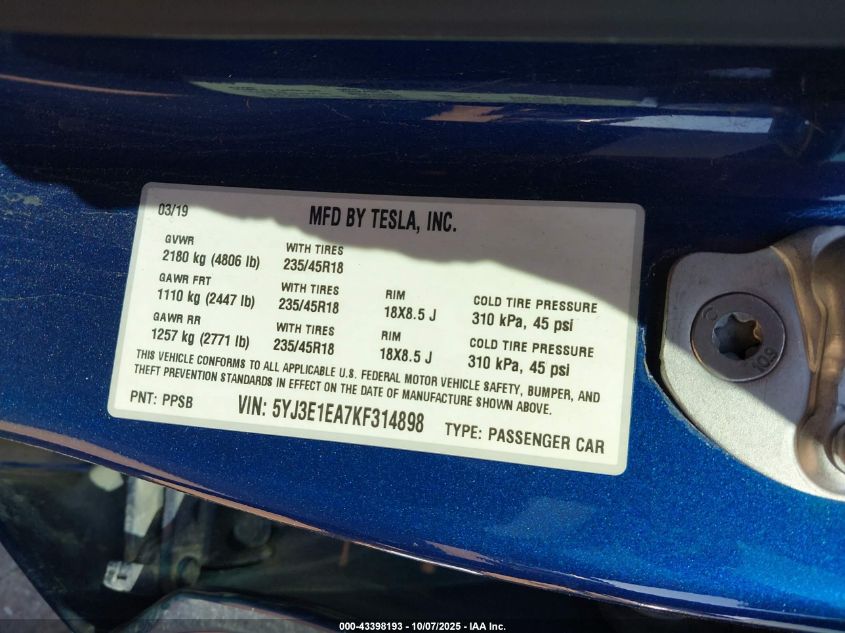 03/19
MFD BY TESLA, INC.
GVWR
2180 kg (4806 lb)
WITH TIRES
235/45R18
GAWR FRT
1110 kg (2447 lb)
WITH TIRES
235/45R18
RIM
18X8.5 J
COLD TIRE PRESSURE
310 kPa, 45 psi
GAWR RR
1257 kg (2771 lb)
WITH TIRES
235/45R18
RIM
18X8.5 J
COLD TIRE PRESSURE
310 kPa, 45 psi
THIS VEHICLE CONFORMS TO ALL APPLICABLE U.S. FEDERAL MOTOR VEHICLE SAFETY, BUMPER, AND
THEFT PREVENTION STANDARDS IN EFFECT ON THE DATE OF MANUFACTURE SHOWN ABOVE.
PNT: PPSB
VIN: 5YJ3E1EA7KF314898
TYPE: PASSENGER CAR
10.9
000-43398193 - 10/07/2025 - IAA Inc.